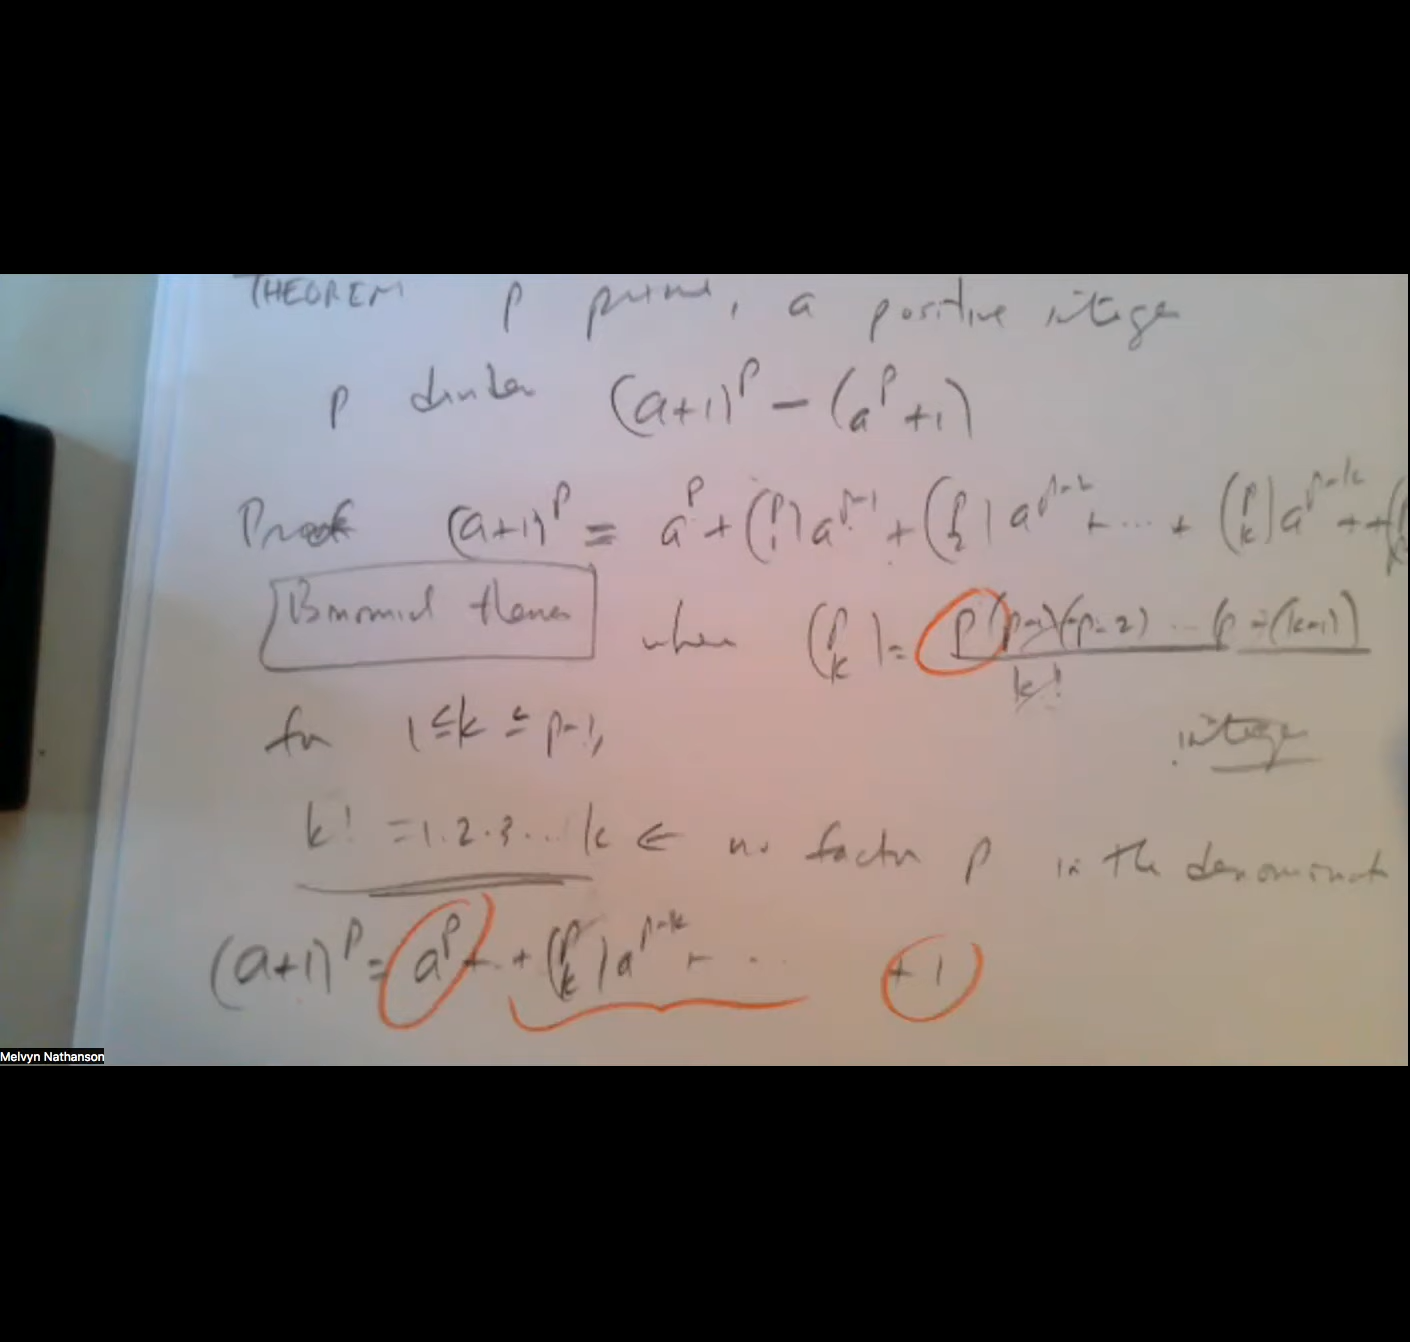 THEOREM p prime, a positive integer
p divides (a+1)^p - (a^p + 1)
Proof (a+1)^p = a^p + (p 1) a^{p-1} + (p 2) a^{p-2} + ... + (p k) a^{p-k} + + (p
Binomial theorem
when (p k) = p(p-1)(p-2) ... (p-(k-1)) / k!
for 1 ≤ k ≤ p-1,
integer
k! = 1.2.3...k ← no factor p in the denominator
(a+1)^p = a^p + .. + (p k) a^{p-k} + .. + 1
Melvyn Nathanson